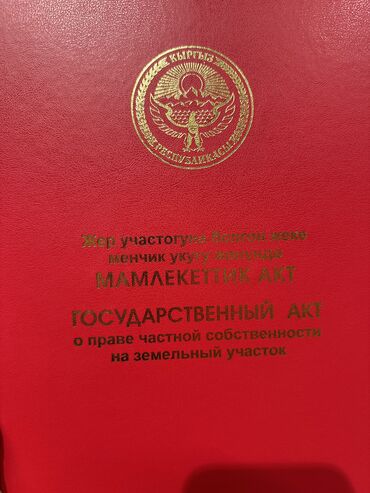 КЫРГЫЗ
РЕСПУБЛИКАСЫ
Жер участогуна болгон жеке
менчик укугу жөнүндө
МАМЛЕКЕТТИК АКТ
ГОСУДАРСТВЕННЫЙ АКТ
о праве частной собственности
на земельный участок